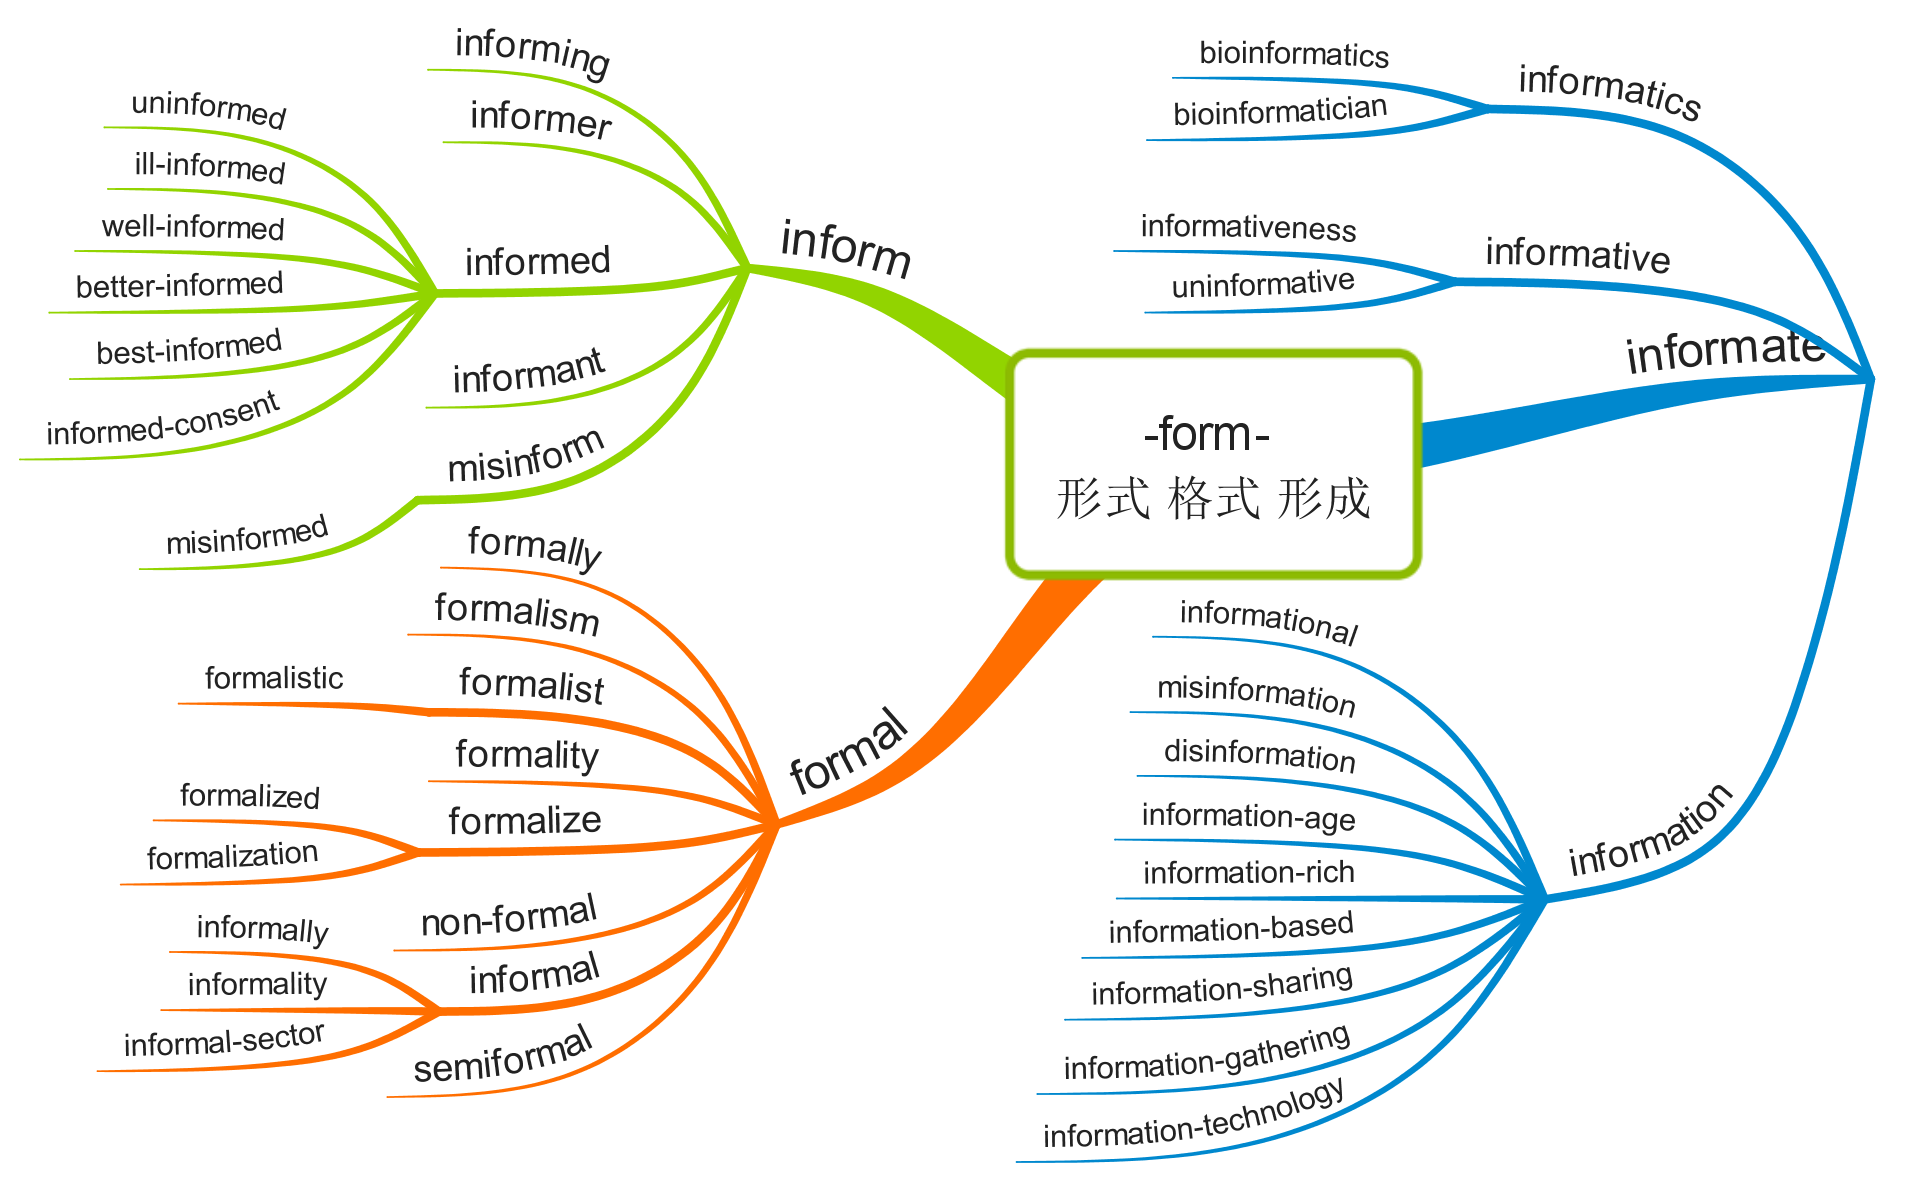 -form-
形式 格式 形成
inform
informing
informer
informed
uninformed
ill-informed
well-informed
better-informed
best-informed
informed-consent
informant
misinform
misinformed
formal
formally
formalism
formalist
formalistic
formality
formalize
formalized
formalization
non-formal
informal
informally
informality
informal-sector
semiformal
informate
informatics
bioinformatics
bioinformatician
informative
informativeness
uninformative
information
informational
misinformation
disinformation
information-age
information-rich
information-based
information-sharing
information-gathering
information-technology